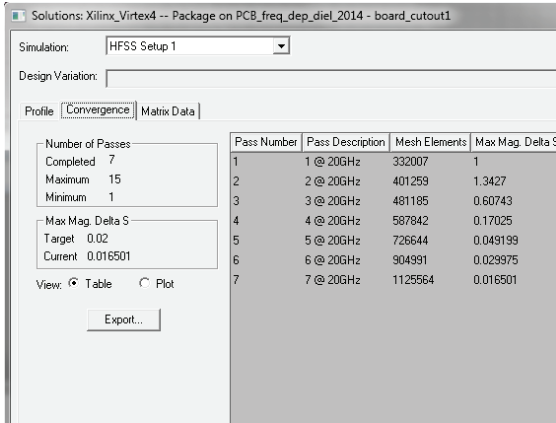 Solutions: Xilinx_Virtex4 -- Package on PCB_freq_dep_diel_2014 - board_cutout1
Simulation: HFSS Setup 1
Design Variation:
Profile Convergence Matrix Data
Number of Passes
Completed 7
Maximum 15
Minimum 1
Max Mag. Delta S
Target 0.02
Current 0.016501
View: Table Plot
Export...
Pass Number Pass Description Mesh Elements Max Mag. Delta S
1 1 @ 20GHz 332007 1
2 2 @ 20GHz 401259 1.3427
3 3 @ 20GHz 481185 0.60743
4 4 @ 20GHz 587842 0.17025
5 5 @ 20GHz 726644 0.049199
6 6 @ 20GHz 904991 0.029975
7 7 @ 20GHz 1125564 0.016501